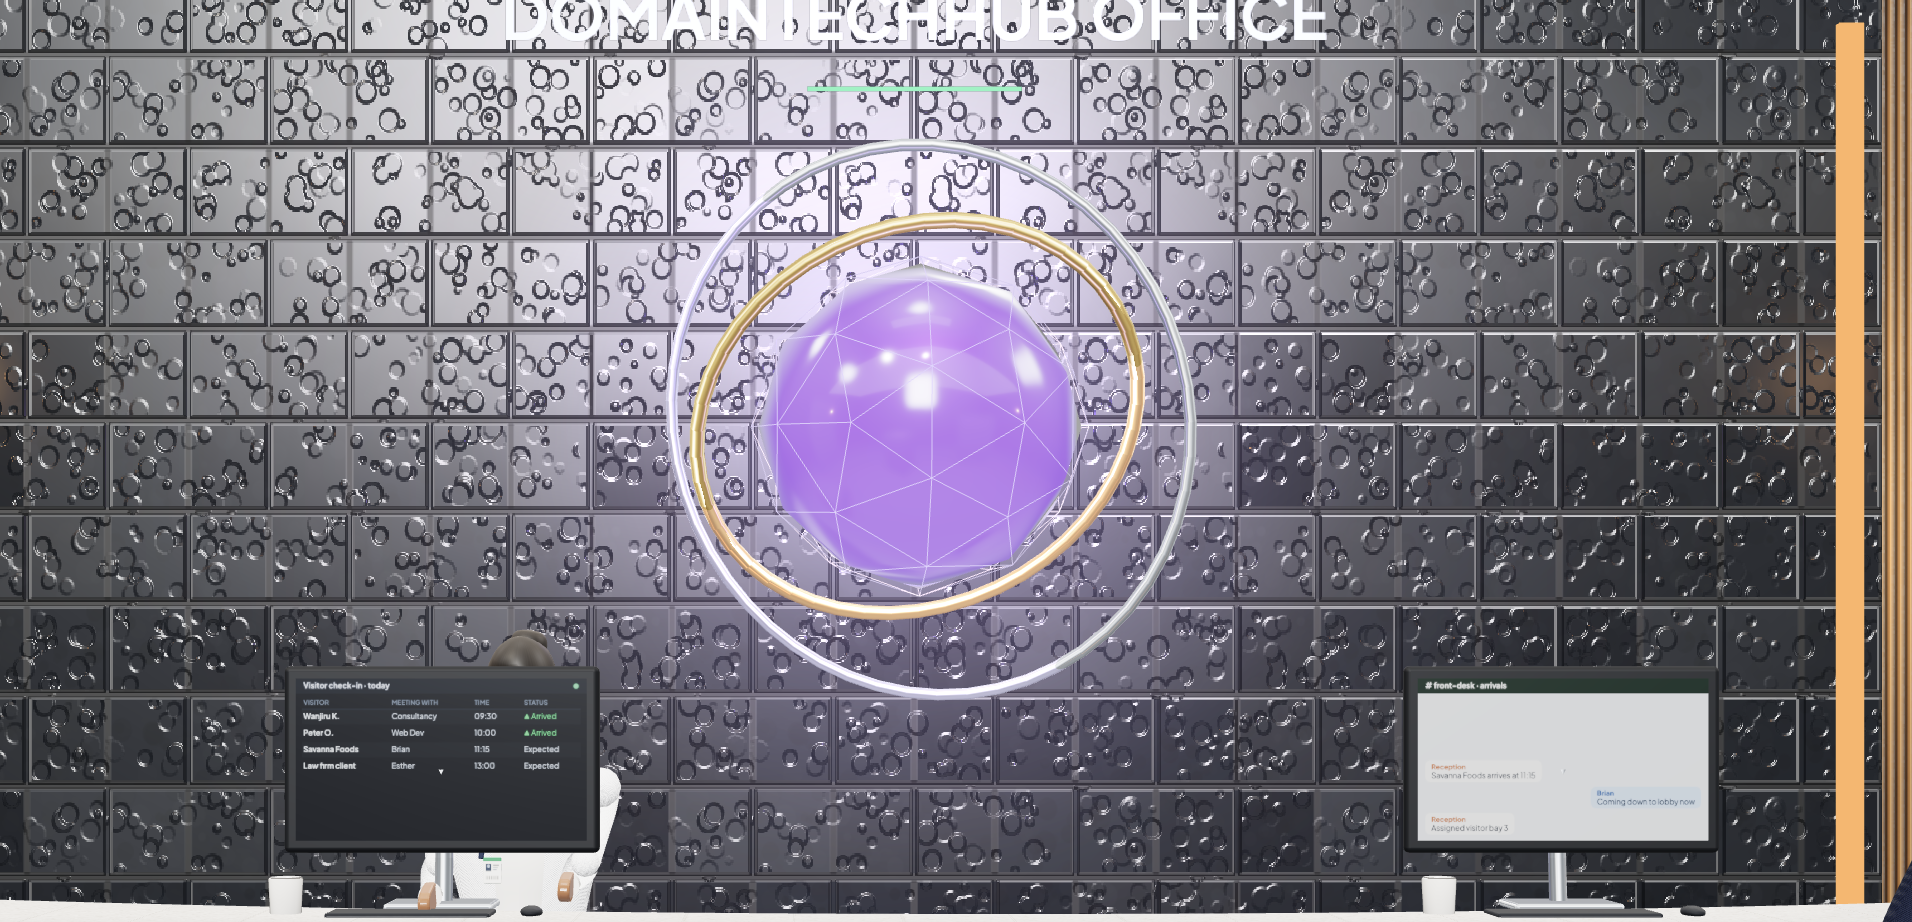 DOMAINTECHHUB OFFICE
Visitor check-in · today
VISITOR MEETING WITH TIME STATUS
Wanjiru K. Consultancy 09:30 ▲ Arrived
Peter O. Web Dev 10:00 ▲ Arrived
Savanna Foods Brian 11:15 Expected
Law firm client Esther 13:00 Expected
# front-desk · arrivals
Reception
Savanna Foods arrives at 11:15
Brian
Coming down to lobby now
Reception
Assigned visitor bay 3